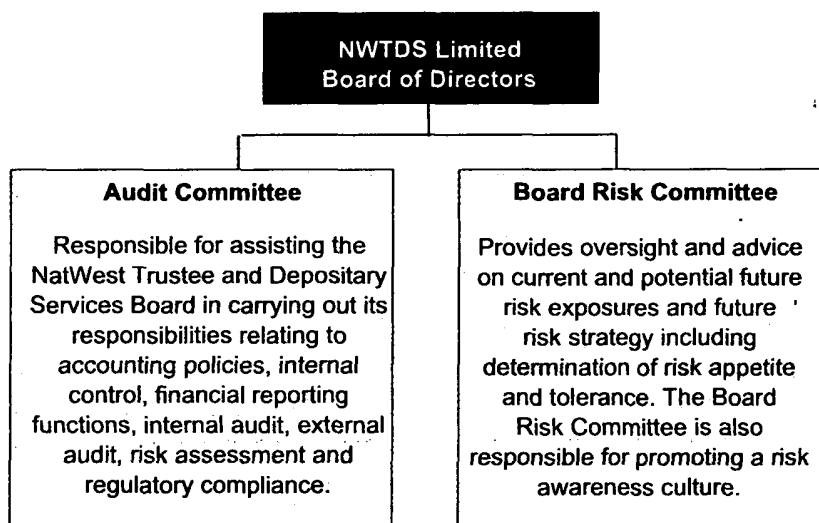 NWTDS Limited
Board of Directors
Audit Committee
Responsible for assisting the
NatWest Trustee and Depositary
Services Board in carrying out its
responsibilities relating to
accounting policies, internal
control, financial reporting
functions, internal audit, external
audit, risk assessment and
regulatory compliance.
Board Risk Committee
Provides oversight and advice
on current and potential future
risk exposures and future
risk strategy including
determination of risk appetite
and tolerance. The Board
Risk Committee is also
responsible for promoting a risk
awareness culture.